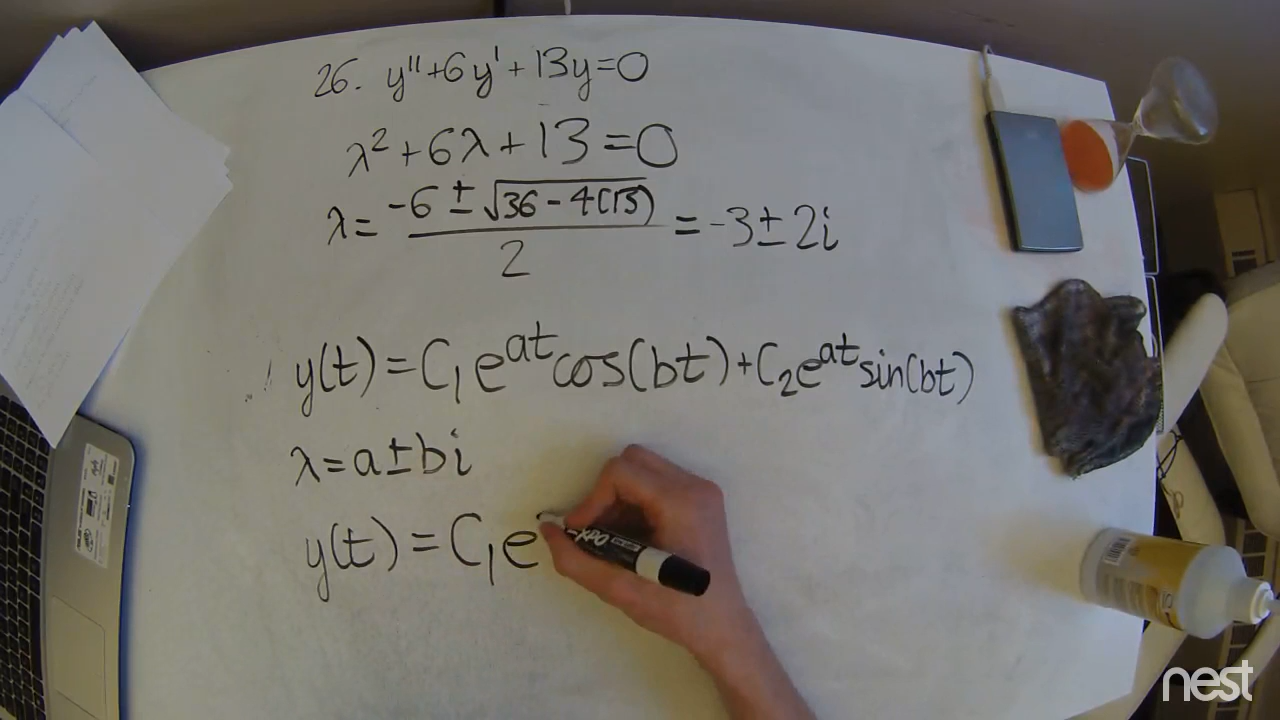 26. y''+6y'+13y=0
λ²+6λ+13=0
λ= -6±√36-4(13) / 2 = -3±2i
y(t)=C₁e^at cos(bt)+C₂e^at sin(bt)
λ=a±bi
y(t)=C₁e
nest